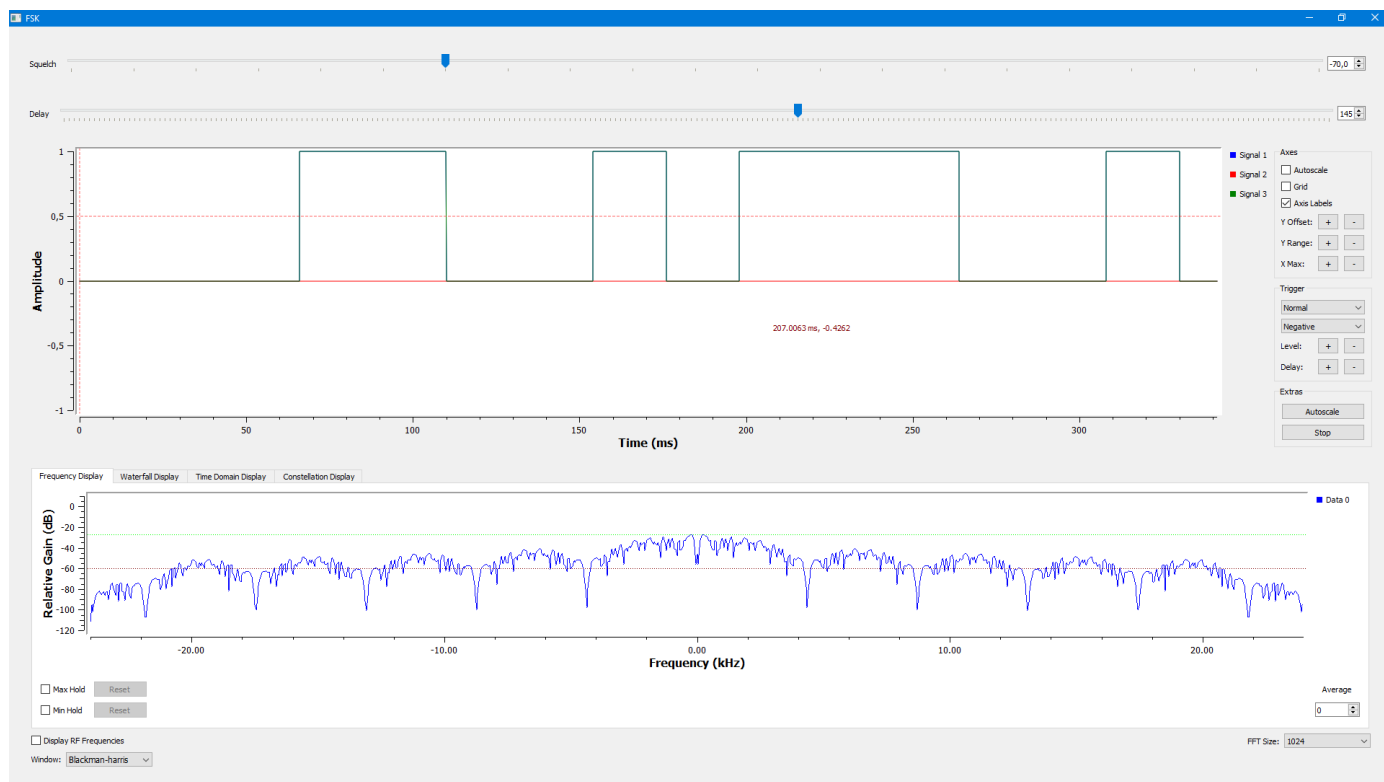 FSK
Squelch
-70,0
Delay
145
Amplitude
1
0,5
0
-0,5
-1
207.0063 ms, -0.4262
0 50 100 150 200 250 300
Time (ms)
Signal 1
Signal 2
Signal 3
Axes
Autoscale
Grid
Axis Labels
Y Offset: + -
Y Range: + -
X Max: + -
Trigger
Normal
Negative
Level: + -
Delay: + -
Extras
Autoscale
Stop
Frequency Display Waterfall Display Time Domain Display Constellation Display
Relative Gain (dB)
0
-20
-40
-60
-80
-100
-120
Data 0
-20.00 -10.00 0.00 10.00 20.00
Frequency (kHz)
Max Hold Reset
Min Hold Reset
Average
0
Display RF Frequencies
Window: Blackman-harris
FFT Size: 1024